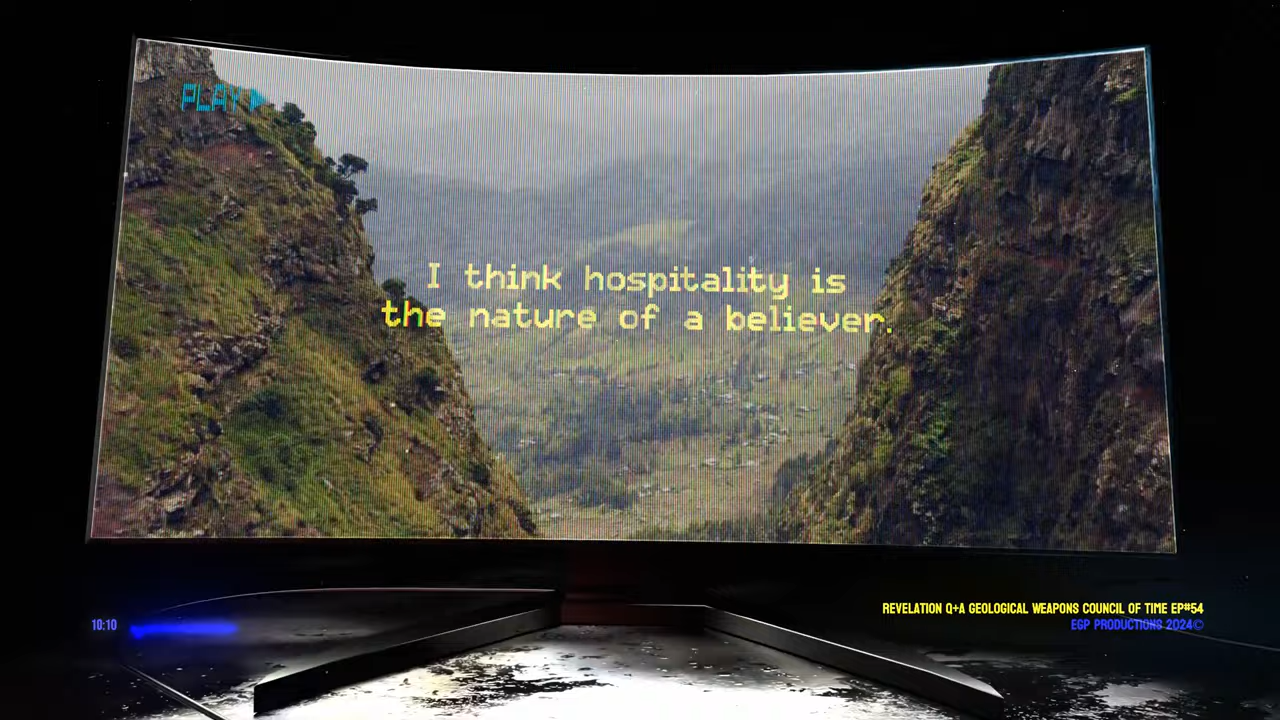 PLAY
I think hospitality is
the nature of a believer.
10:10
REVELATION Q+A GEOLOGICAL WEAPONS COUNCIL OF TIME EP#54
EGP PRODUCTIONS 2024©